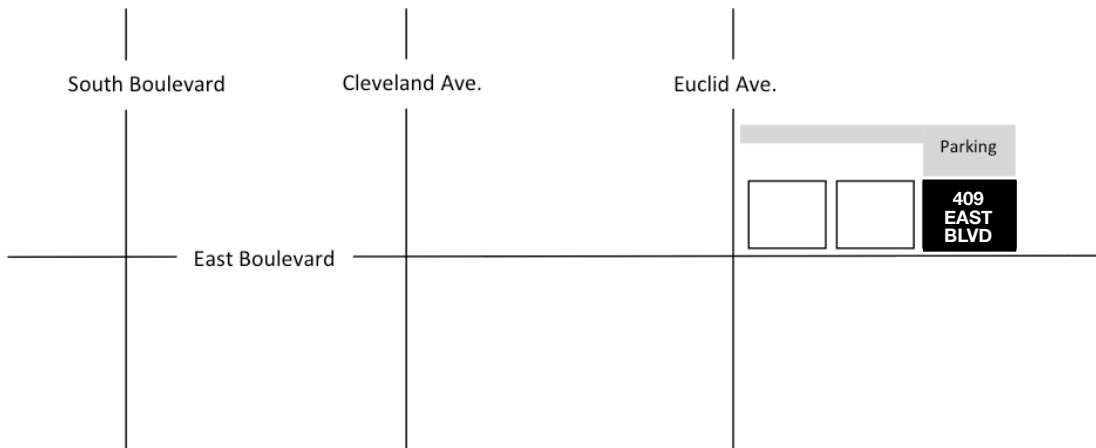 South Boulevard
Cleveland Ave.
Euclid Ave.
Parking
409
EAST
BLVD
East Boulevard